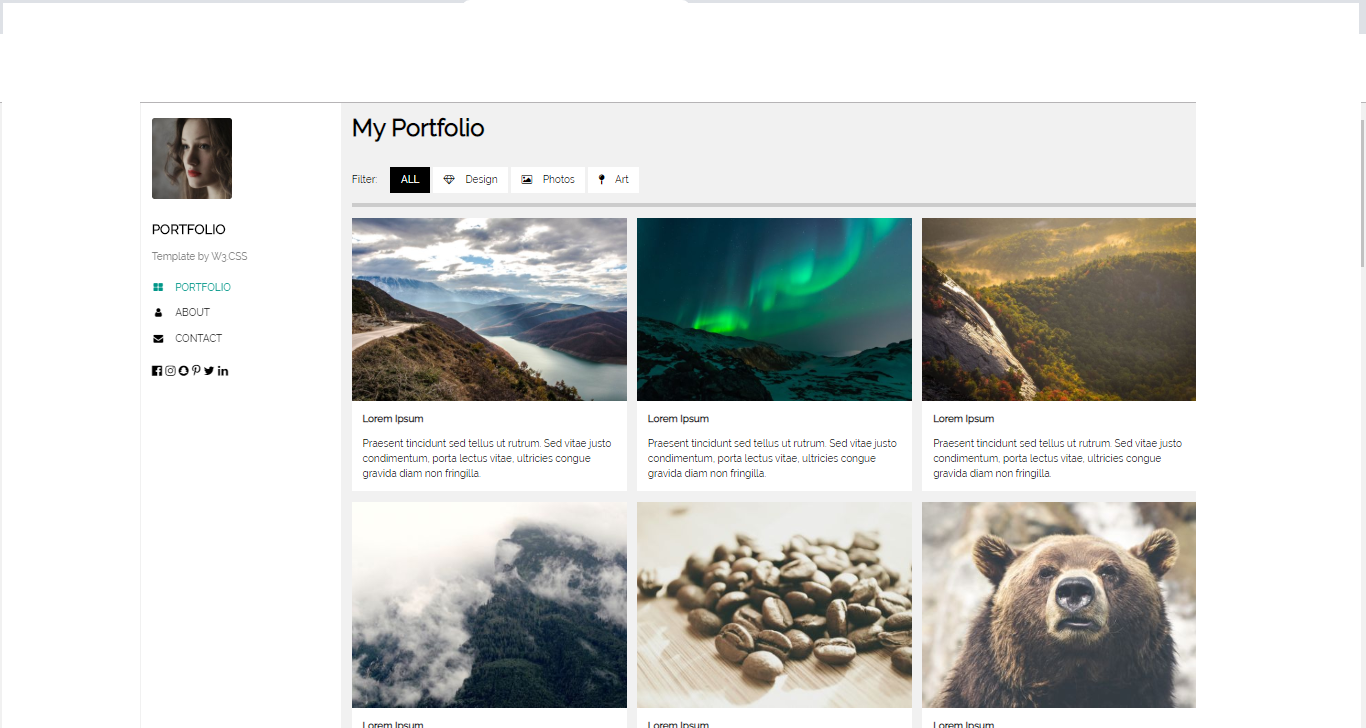 My Portfolio
Filter: ALL Design Photos Art
PORTFOLIO
Template by W3.CSS
PORTFOLIO
ABOUT
CONTACT
Lorem Ipsum
Praesent tincidunt sed tellus ut rutrum. Sed vitae justo
condimentum, porta lectus vitae, ultricies congue
gravida diam non fringilla.
Lorem Ipsum
Praesent tincidunt sed tellus ut rutrum. Sed vitae justo
condimentum, porta lectus vitae, ultricies congue
gravida diam non fringilla.
Lorem Ipsum
Praesent tincidunt sed tellus ut rutrum. Sed vitae justo
condimentum, porta lectus vitae, ultricies congue
gravida diam non fringilla.
Lorem Ipsum
Lorem Ipsum
Lorem Ipsum